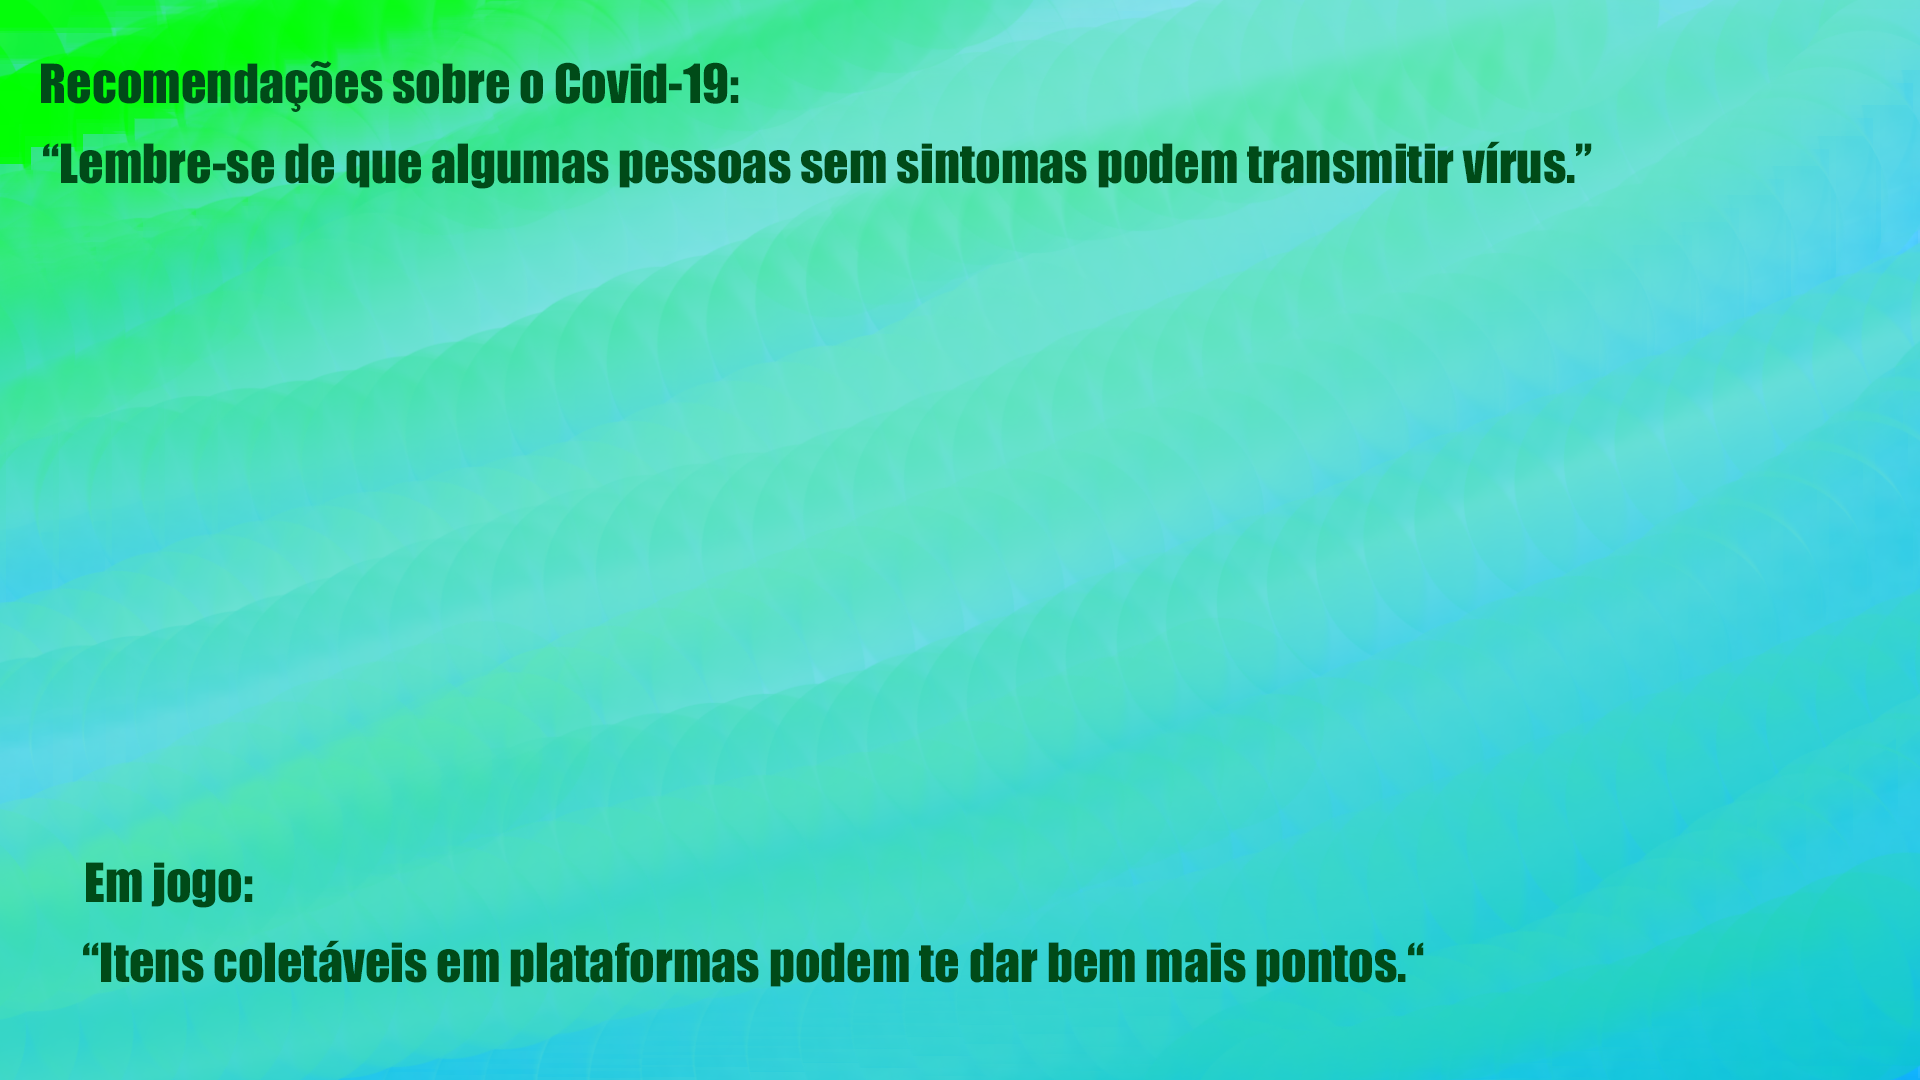 Recomendações sobre o Covid-19:
“Lembre-se de que algumas pessoas sem sintomas podem transmitir vírus.”
Em jogo:
“Itens coletáveis em plataformas podem te dar bem mais pontos.“